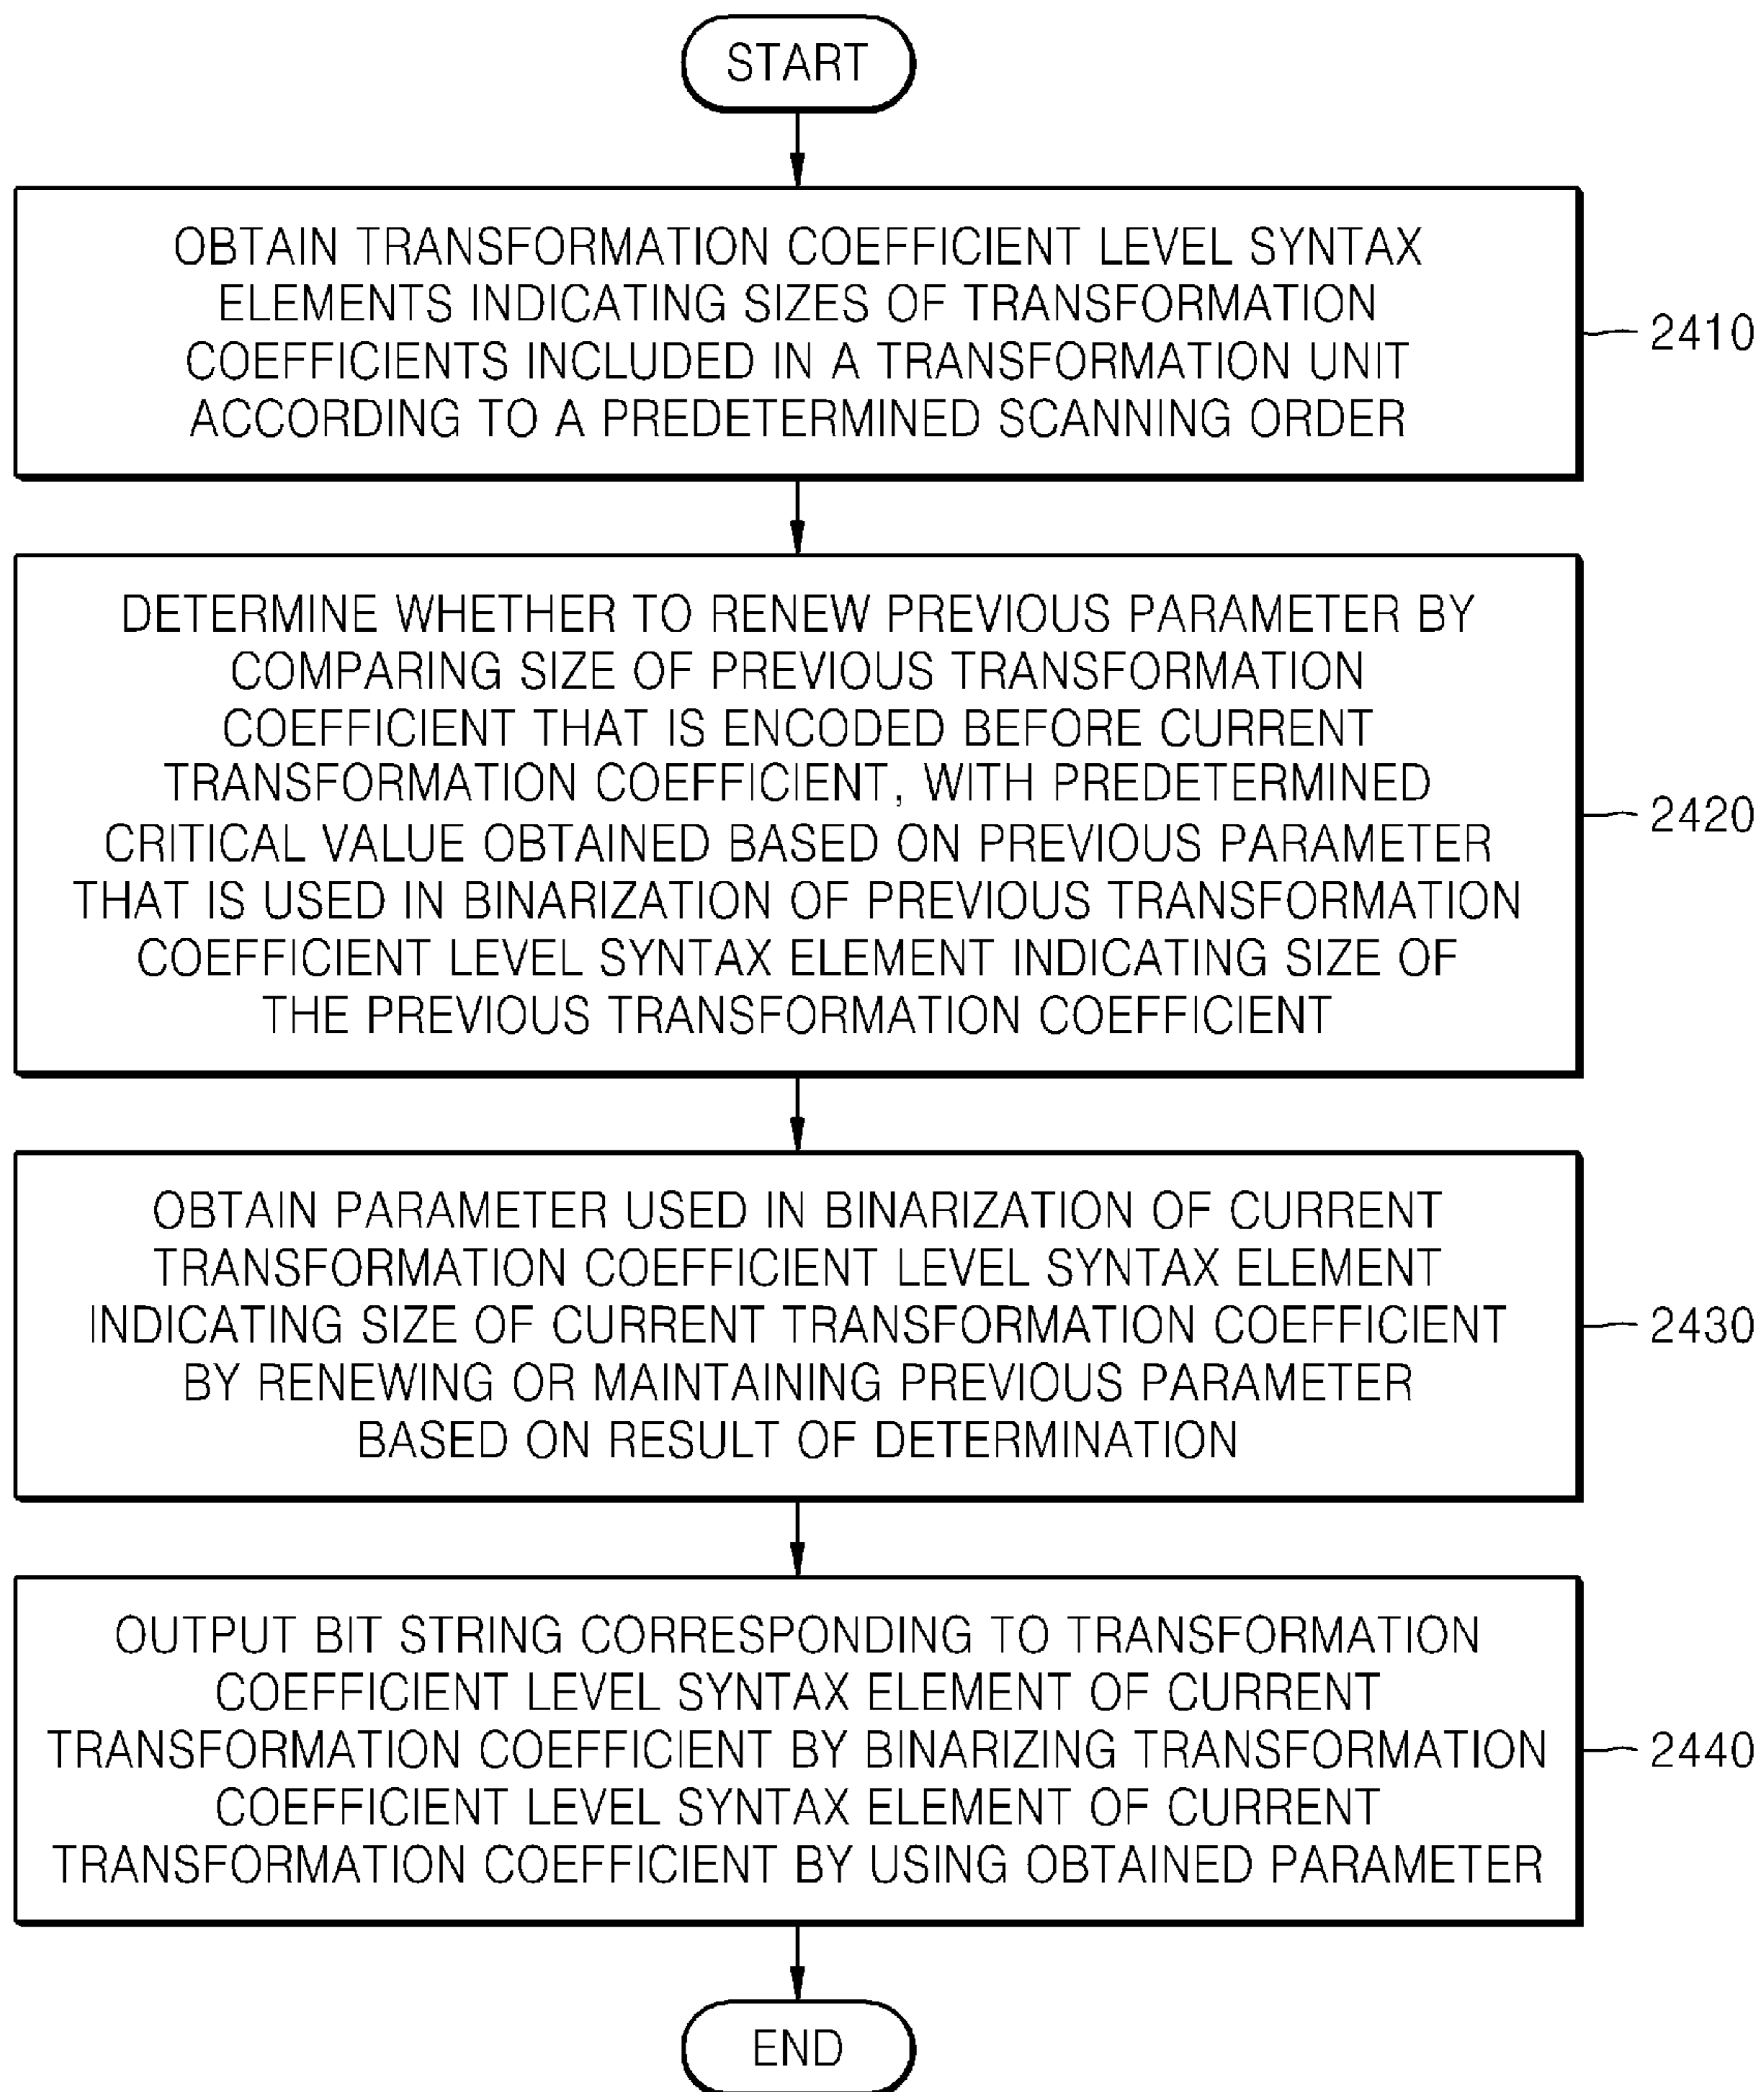 START
OBTAIN TRANSFORMATION COEFFICIENT LEVEL SYNTAX
ELEMENTS INDICATING SIZES OF TRANSFORMATION
COEFFICIENTS INCLUDED IN A TRANSFORMATION UNIT
ACCORDING TO A PREDETERMINED SCANNING ORDER
2410
DETERMINE WHETHER TO RENEW PREVIOUS PARAMETER BY
COMPARING SIZE OF PREVIOUS TRANSFORMATION
COEFFICIENT THAT IS ENCODED BEFORE CURRENT
TRANSFORMATION COEFFICIENT, WITH PREDETERMINED
CRITICAL VALUE OBTAINED BASED ON PREVIOUS PARAMETER
THAT IS USED IN BINARIZATION OF PREVIOUS TRANSFORMATION
COEFFICIENT LEVEL SYNTAX ELEMENT INDICATING SIZE OF
THE PREVIOUS TRANSFORMATION COEFFICIENT
2420
OBTAIN PARAMETER USED IN BINARIZATION OF CURRENT
TRANSFORMATION COEFFICIENT LEVEL SYNTAX ELEMENT
INDICATING SIZE OF CURRENT TRANSFORMATION COEFFICIENT
BY RENEWING OR MAINTAINING PREVIOUS PARAMETER
BASED ON RESULT OF DETERMINATION
2430
OUTPUT BIT STRING CORRESPONDING TO TRANSFORMATION
COEFFICIENT LEVEL SYNTAX ELEMENT OF CURRENT
TRANSFORMATION COEFFICIENT BY BINARIZING TRANSFORMATION
COEFFICIENT LEVEL SYNTAX ELEMENT OF CURRENT
TRANSFORMATION COEFFICIENT BY USING OBTAINED PARAMETER
2440
END